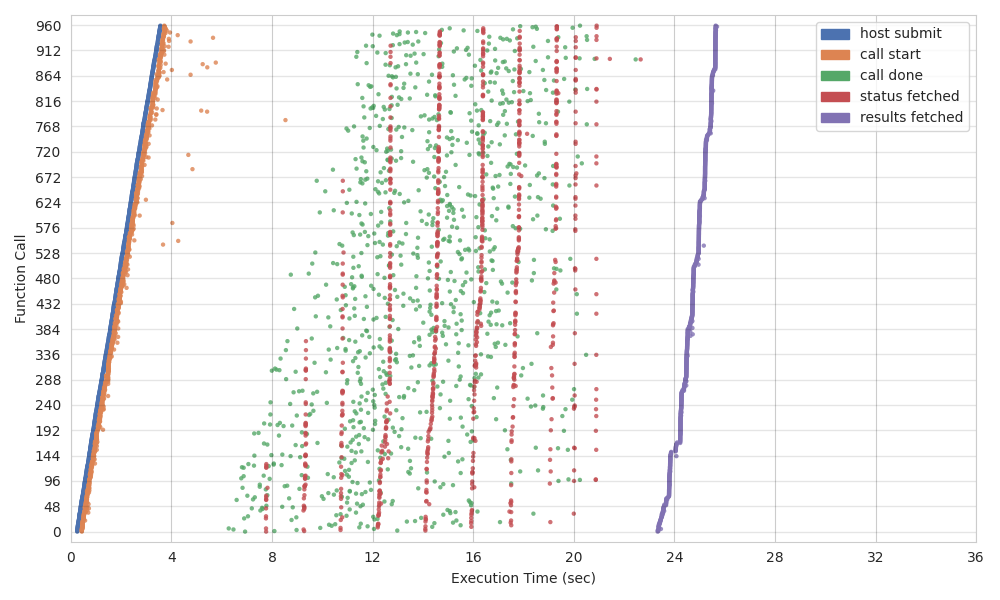 960
912
864
816
768
720
672
624
576
528
480
432
384
336
288
240
192
144
96
48
0
Function Call
host submit
call start
call done
status fetched
results fetched
0 4 8 12 16 20 24 28 32 36
Execution Time (sec)